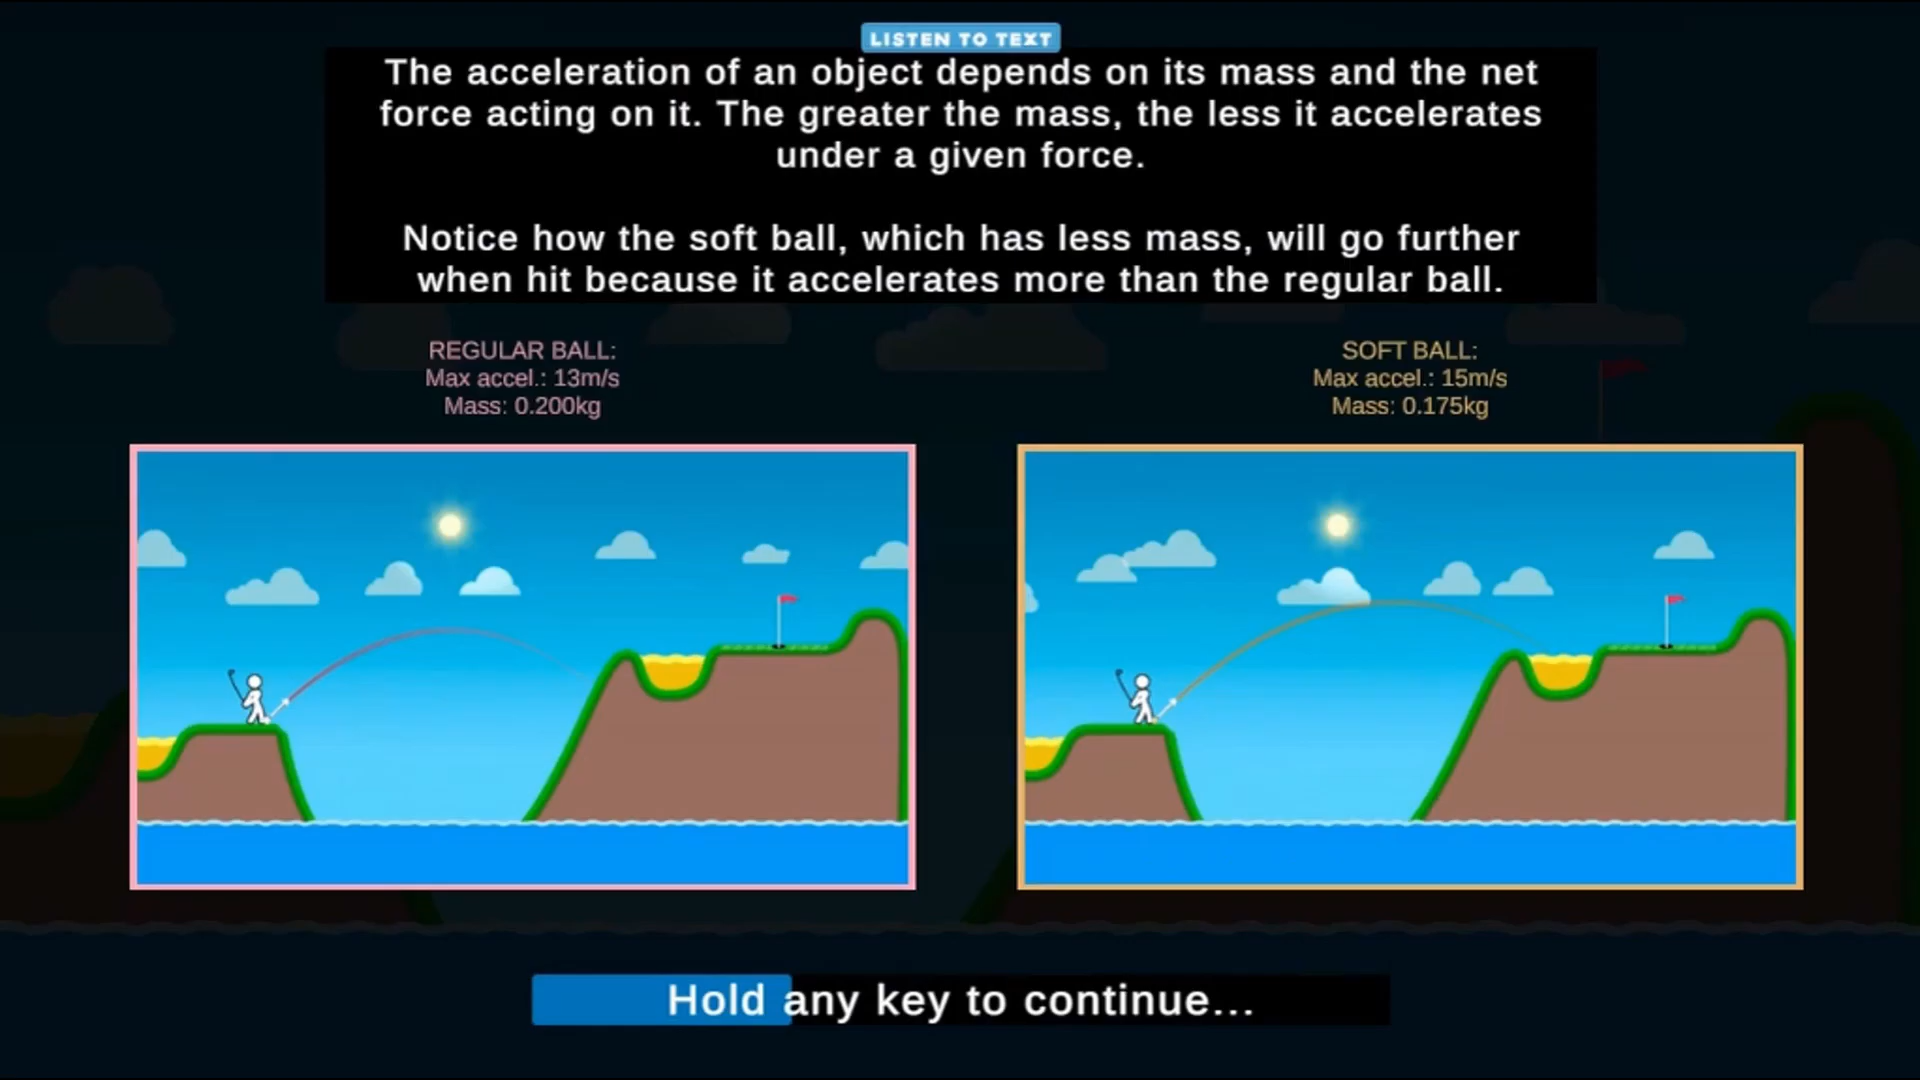 LISTEN TO TEXT
The acceleration of an object depends on its mass and the net
force acting on it. The greater the mass, the less it accelerates
under a given force.
Notice how the soft ball, which has less mass, will go further
when hit because it accelerates more than the regular ball.
REGULAR BALL:
Max accel.: 13m/s
Mass: 0.200kg
SOFT BALL:
Max accel.: 15m/s
Mass: 0.175kg
Hold any key to continue...